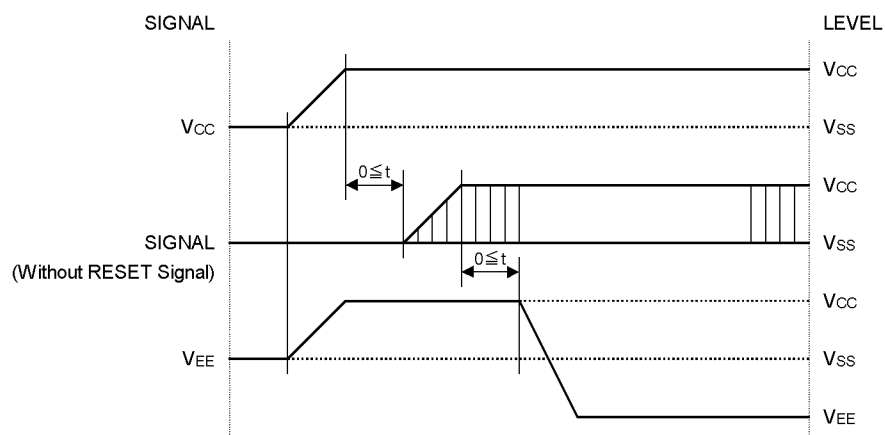 SIGNAL LEVEL
VCC
VCC VSS
0≦t
VCC
SIGNAL VSS
(Without RESET Signal) 0≦t
VCC
VEE VSS
VEE